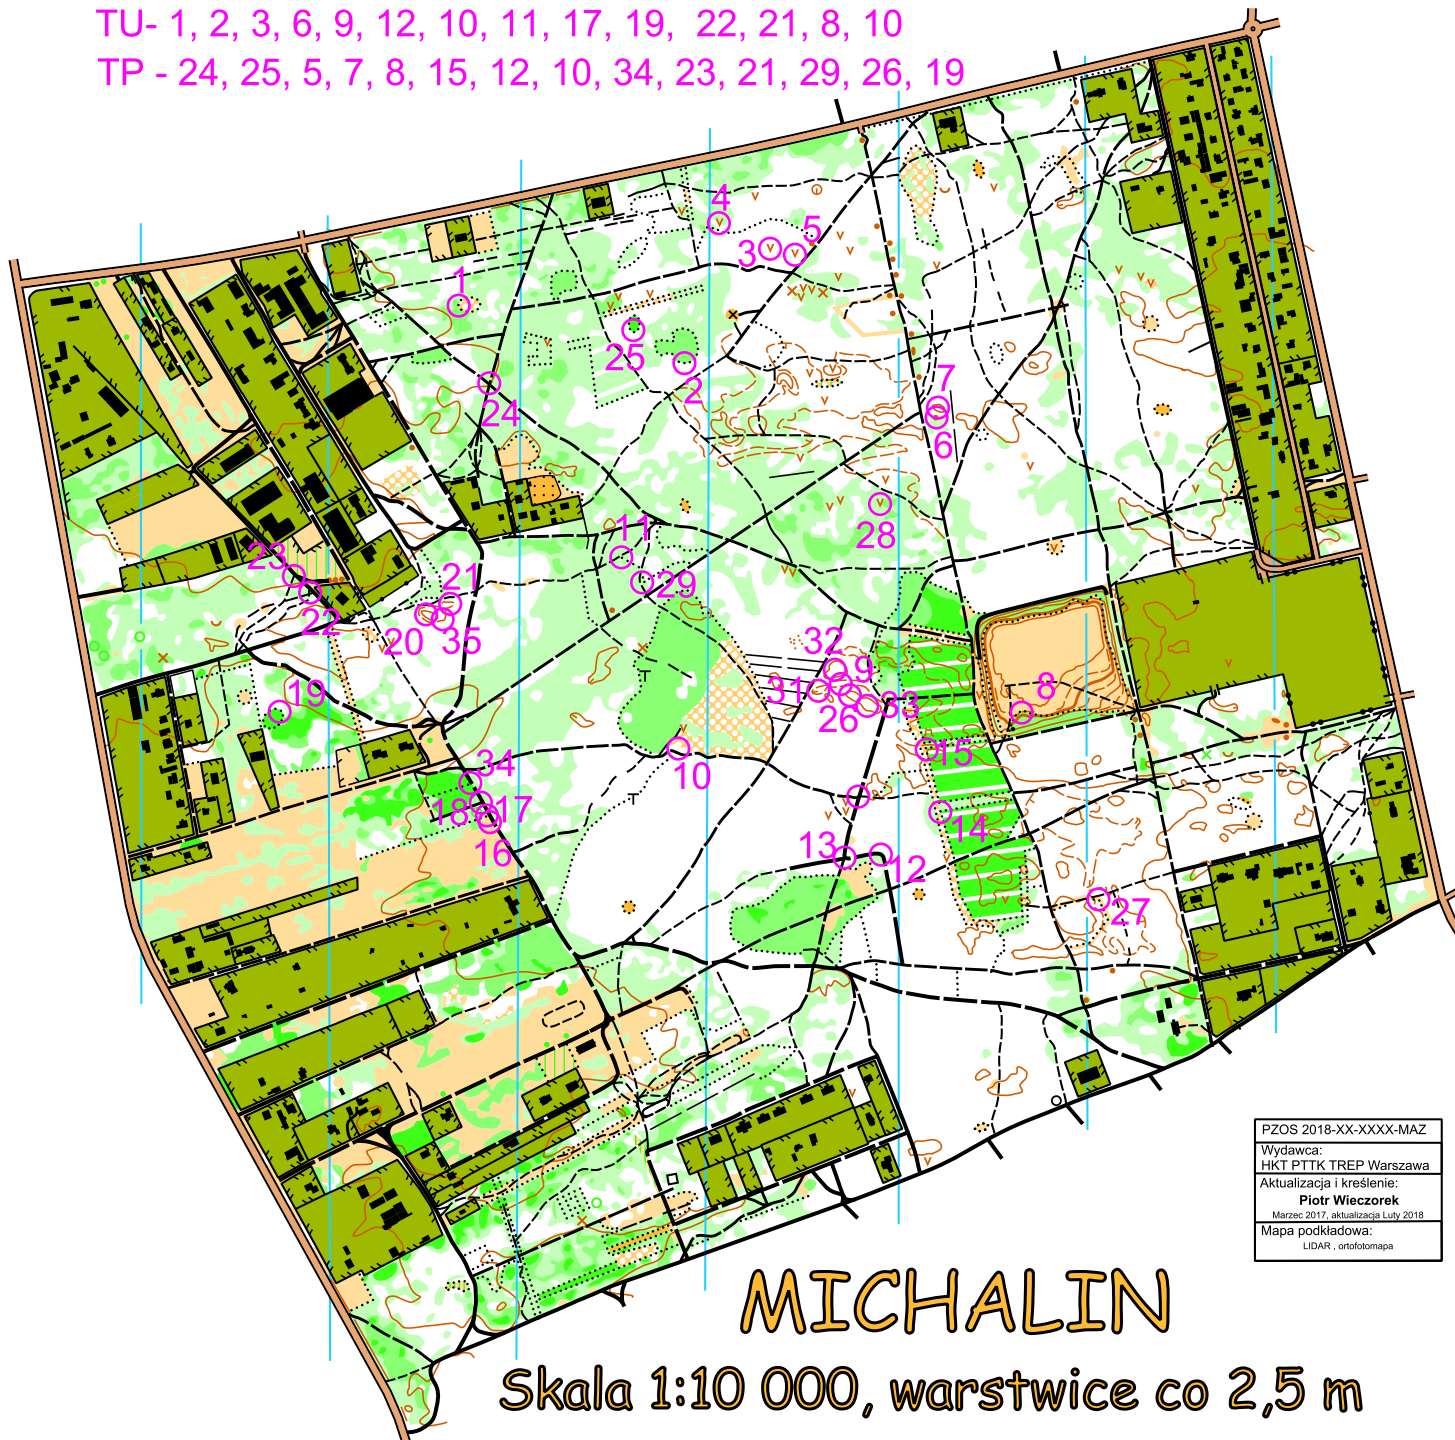 TU- 1, 2, 3, 6, 9, 12, 10, 11, 17, 19, 22, 21, 8, 10
TP - 24, 25, 5, 7, 8, 15, 12, 10, 34, 23, 21, 29, 26, 19
4
5
3
1
25
2
7
24
6
28
11
23
21
29
22
20
35
32
9
8
19
31
26
33
15
10
34
18
17
14
16
13
12
27
T
T
PZOS 2018-XX-XXXX-MAZ
Wydawca:
HKT PTTK TREP Warszawa
Aktualizacja i kreślenie:
Piotr Wieczorek
Marzec 2017, aktualizacja Luty 2018
Mapa podkładowa:
LIDAR , ortofotomapa
MICHALIN
Skala 1:10 000, warstwice co 2,5 m